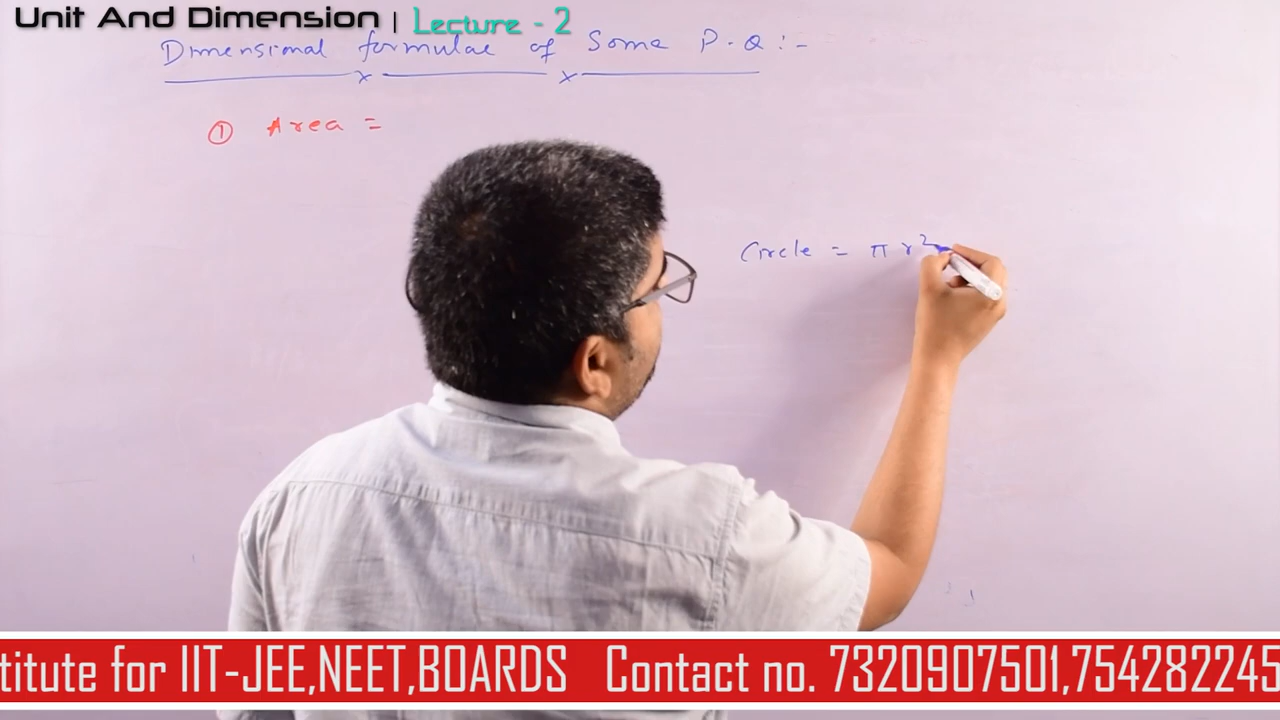 Unit And Dimension | Lecture - 2
Dimensional formulae of Some P.Q :-
① Area =
Circle = πr²
titute for IIT-JEE,NEET,BOARDS Contact no. 7320907501,754282245